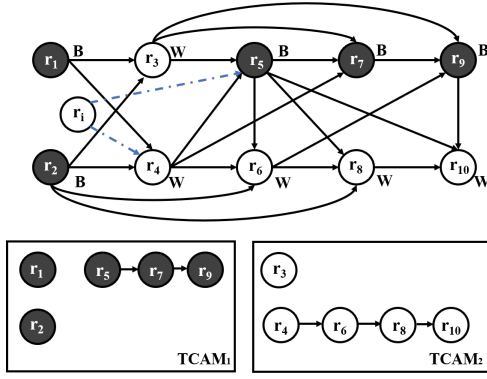 B W B B B
r₁ r₃ r₅ r₇ r₉
rᵢ
r₂ r₄ r₆ r₈ r₁₀
B W W W W
r₁ r₅ r₇ r₉
r₂
TCAM₁
r₃
r₄ r₆ r₈ r₁₀
TCAM₂